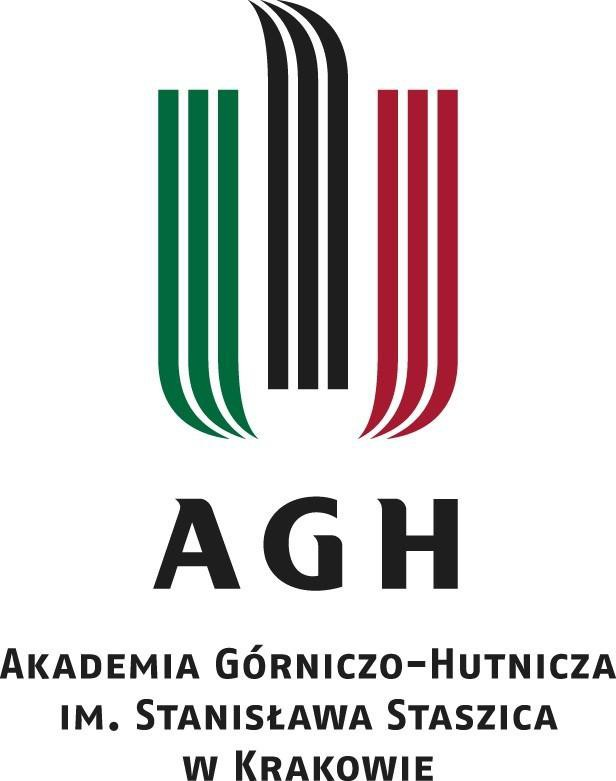 AGH
AKADEMIA GÓRNICZO-HUTNICZA
IM. STANISŁAWA STASZICA
W KRAKOWIE